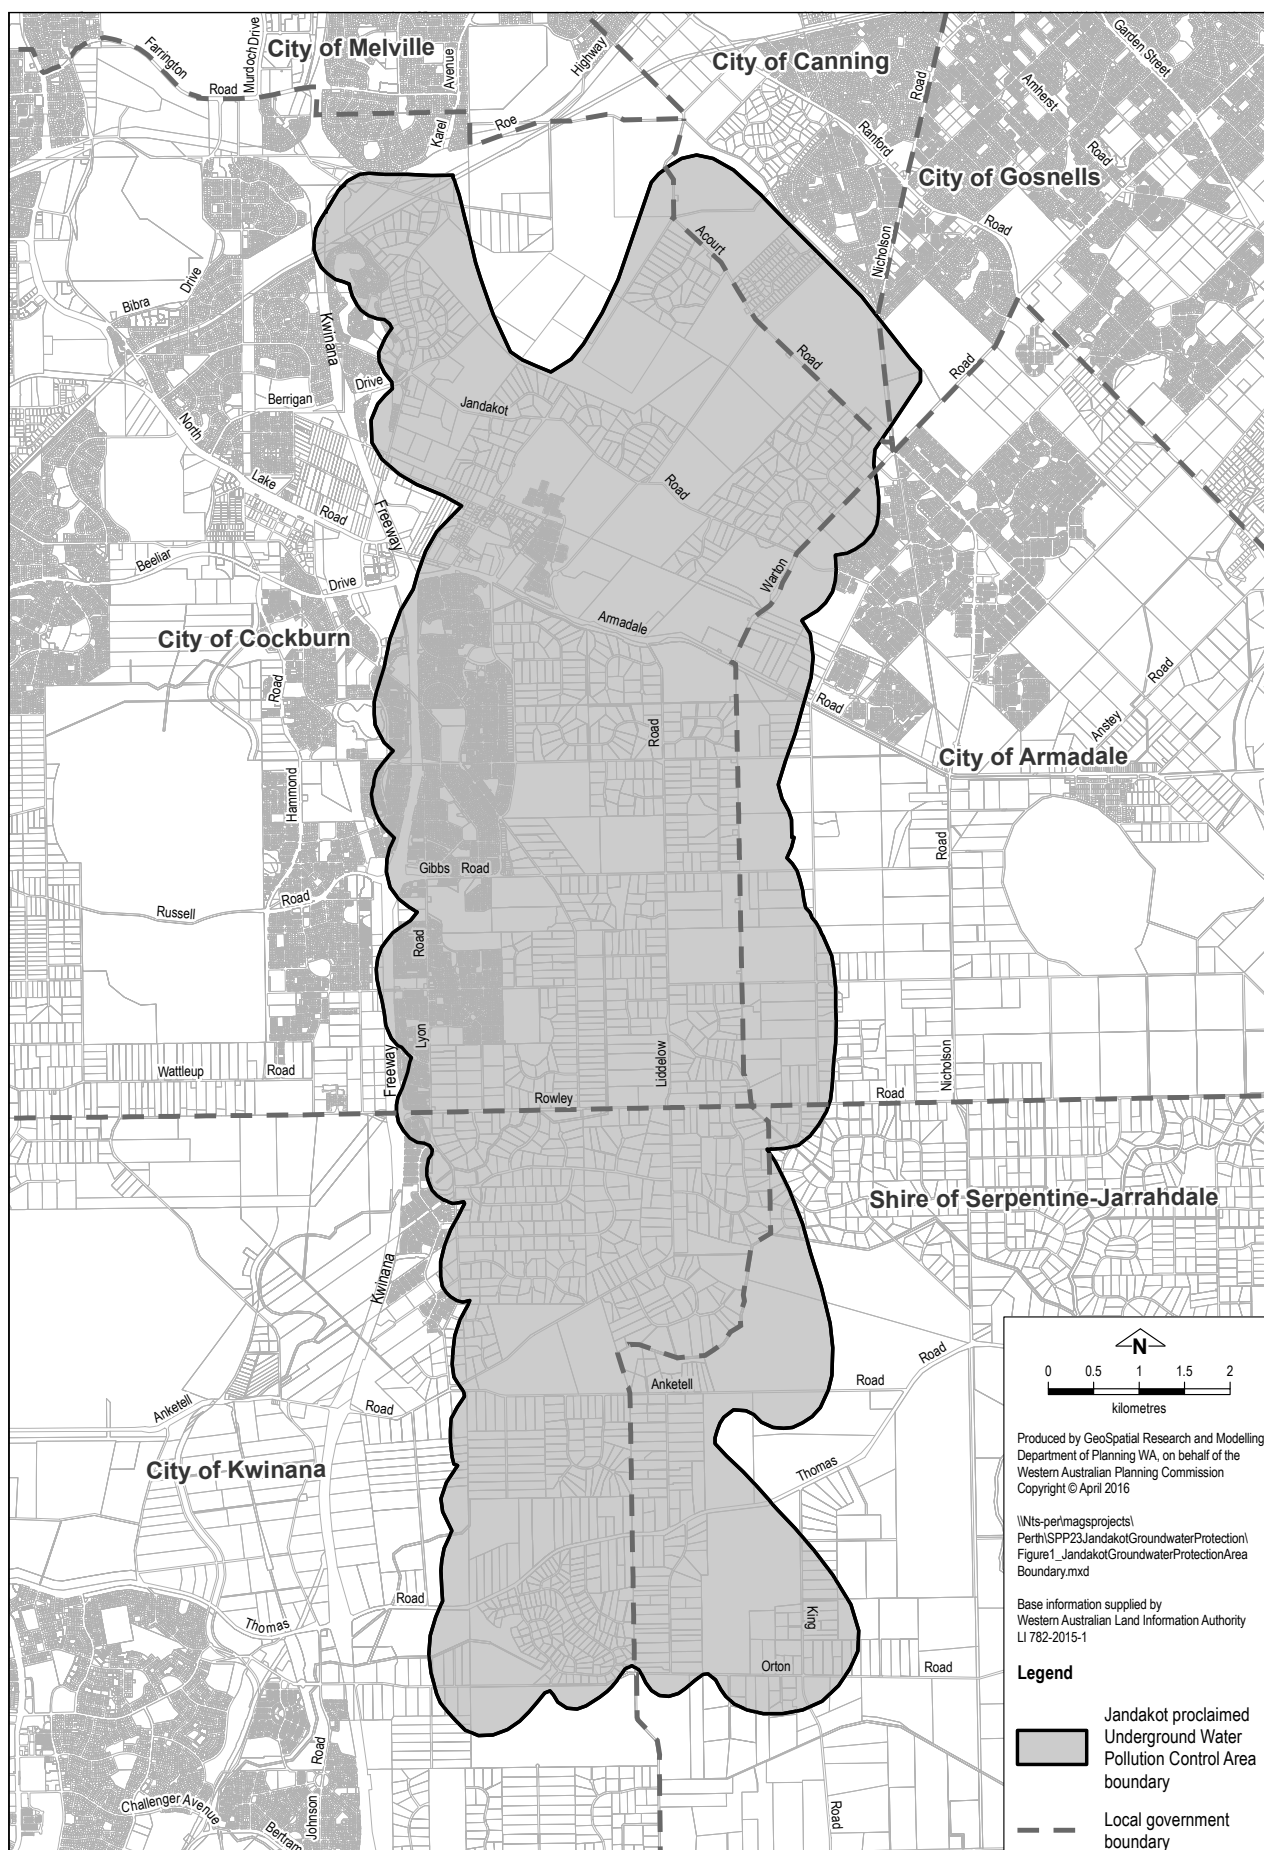 City of Melville
City of Canning
City of Gosnells
City of Cockburn
City of Armadale
Shire of Serpentine-Jarrahdale
City of Kwinana
Farrington
Road
Murdoch Drive
Karel
Avenue
Highway
Roe
Garden Street
Amherst
Road
Ranford
Road
Road
Nicholson
Acourt
Road
Road
Bibra
Drive
Kwinana
Drive
Berrigan
Jandakot
Road
North
Lake
Road
Freeway
Beeliar
Drive
Warton
Armadale
Road
Road
Anstey
Road
Hammond
Road
Gibbs Road
Russell
Road
Road
Lyon
Road
Liddelow
Nicholson
Wattleup
Road
Freeway
Rowley
Road
Kwinana
Anketell
Road
Anketell
Road
Road
Thomas
Thomas
Road
King
Orton
Road
Road
Challenger Avenue
Johnson
Road
Bertram
N
0 0.5 1 1.5 2
kilometres
Produced by GeoSpatial Research and Modelling
Department of Planning WA, on behalf of the
Western Australian Planning Commission
Copyright © April 2016
\\Nts-per\magsprojects\
Perth\SPP23JandakotGroundwaterProtection\
Figure1_JandakotGroundwaterProtectionArea
Boundary.mxd
Base information supplied by
Western Australian Land Information Authority
LI 782-2015-1
Legend
Jandakot proclaimed
Underground Water
Pollution Control Area
boundary
Local government
boundary